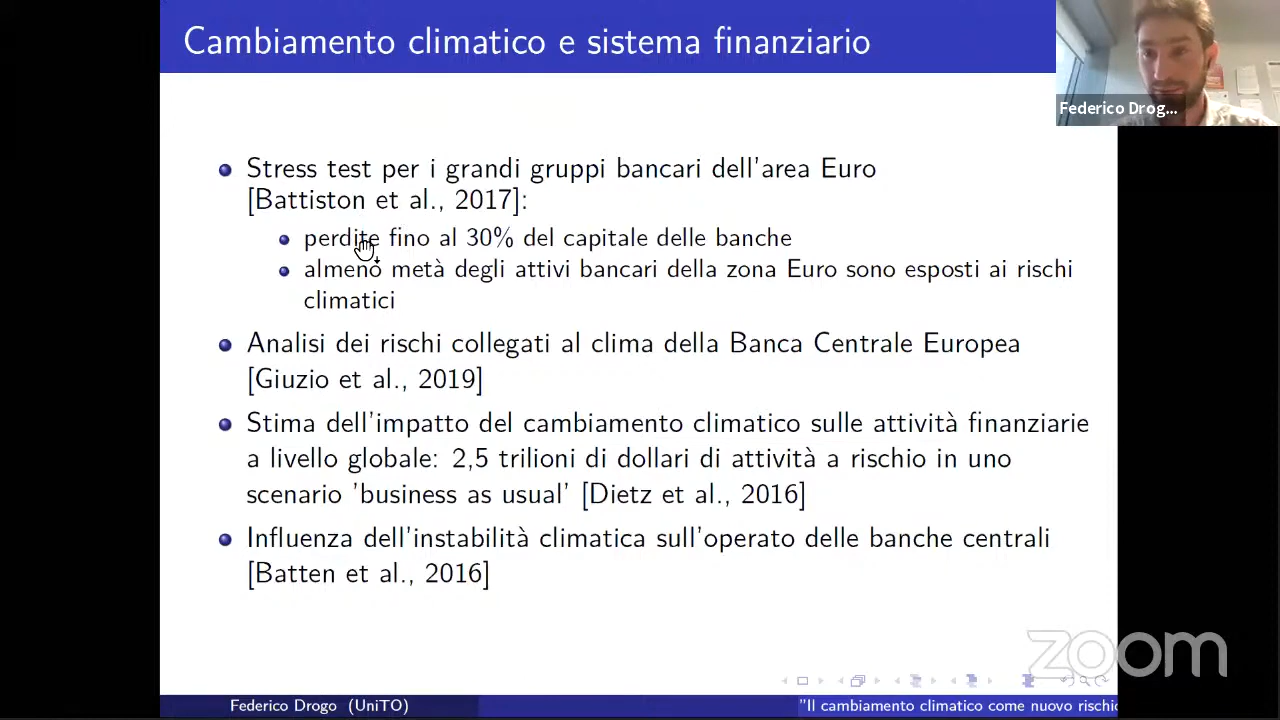 Cambiamento climatico e sistema finanziario
Federico Drog...
Stress test per i grandi gruppi bancari dell'area Euro
[Battiston et al., 2017]:
perdite fino al 30% del capitale delle banche
almeno metà degli attivi bancari della zona Euro sono esposti ai rischi
climatici
Analisi dei rischi collegati al clima della Banca Centrale Europea
[Giuzio et al., 2019]
Stima dell'impatto del cambiamento climatico sulle attività finanziarie
a livello globale: 2,5 trilioni di dollari di attività a rischio in uno
scenario 'business as usual' [Dietz et al., 2016]
Influenza dell'instabilità climatica sull'operato delle banche centrali
[Batten et al., 2016]
zoom
Federico Drogo (UniTO)
"Il cambiamento climatico come nuovo rischio